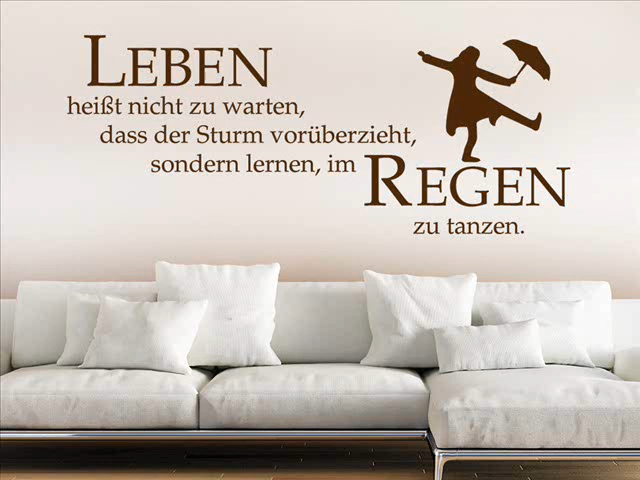 LEBEN
heißt nicht zu warten,
dass der Sturm vorüberzieht,
sondern lernen, im REGEN
zu tanzen.